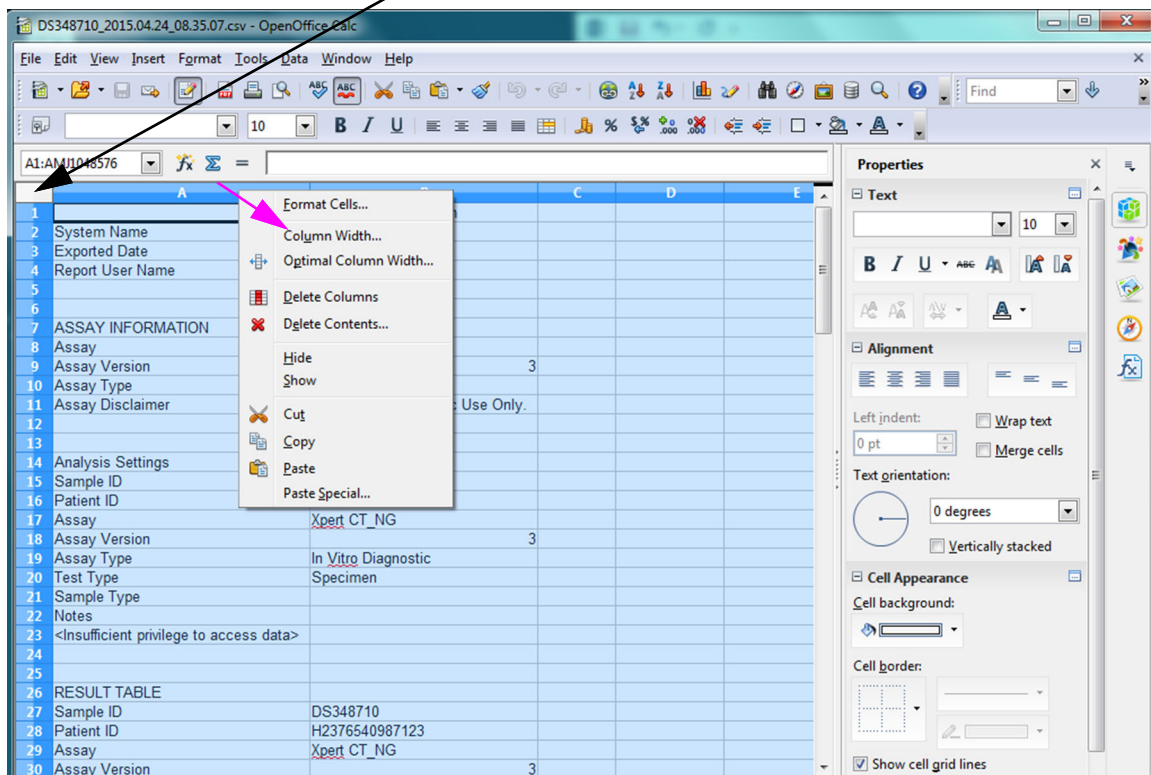 DS348710_2015.04.24_08.35.07.csv - OpenOffice Calc
File Edit View Insert Format Tools Data Window Help
Find
10
A1:AMJ1048576
A C D E
1
2 System Name
3 Exported Date
4 Report User Name
5
6
7 ASSAY INFORMATION
8 Assay
9 Assay Version 3
10 Assay Type
11 Assay Disclaimer Use Only.
12
13
14 Analysis Settings
15 Sample ID
16 Patient ID
17 Assay Xpert CT_NG
18 Assay Version 3
19 Assay Type In Vitro Diagnostic
20 Test Type Specimen
21 Sample Type
22 Notes
23 <Insufficient privilege to access data>
24
25
26 RESULT TABLE
27 Sample ID DS348710
28 Patient ID H2376540987123
29 Assay Xpert CT_NG
30 Assay Version 3
Format Cells...
Column Width...
Optimal Column Width...
Delete Columns
Delete Contents...
Hide
Show
Cut
Copy
Paste
Paste Special...
Properties
Text
10
B I U ABC
Alignment
Left indent:
Wrap text
0 pt
Merge cells
Text orientation:
0 degrees
Vertically stacked
Cell Appearance
Cell background:
Cell border:
Show cell grid lines